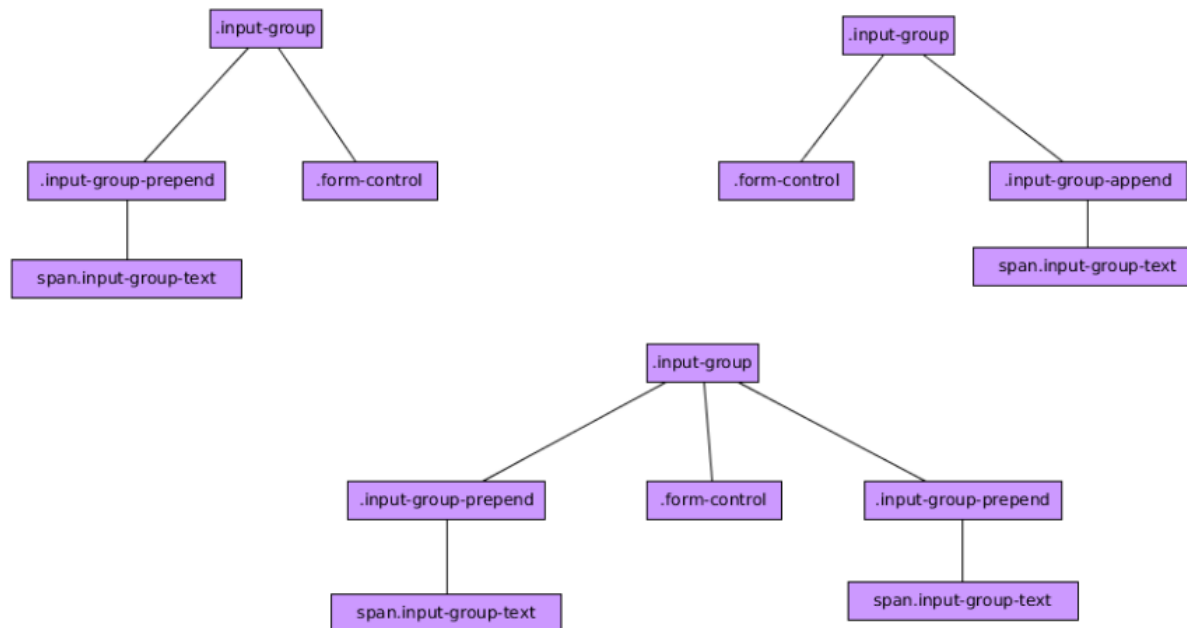 .input-group
.input-group
.input-group-prepend
.form-control
.form-control
.input-group-append
span.input-group-text
span.input-group-text
.input-group
.input-group-prepend
.form-control
.input-group-prepend
span.input-group-text
span.input-group-text